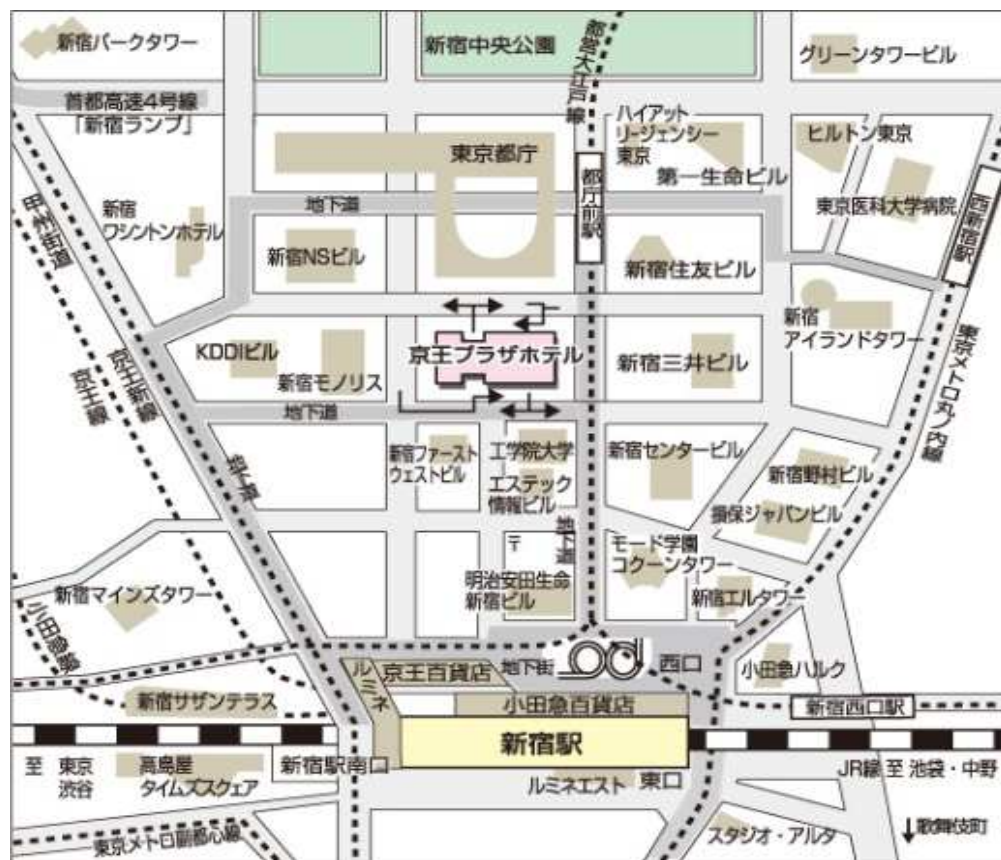 新宿パークタワー
新宿中央公園
都営大江戸線
グリーンタワービル
首都高速4号線
「新宿ランプ」
ハイアット
リージェンシー
東京
ヒルトン東京
東京都庁
第一生命ビル
都庁前駅
東京医科大学病院
西新宿駅
甲州街道
新宿
ワシントンホテル
地下道
新宿NSビル
新宿住友ビル
新宿
アイランドタワー
京王新線
京王線
KDDIビル
新宿モノリス
京王プラザホテル
新宿三井ビル
東京メトロ丸ノ内線
地下道
地下道
新宿ファースト
ウェストビル
工学院大学
エステック
情報ビル
新宿センタービル
新宿野村ビル
損保ジャパンビル
地下道
〒
モード学園
コクーンタワー
明治安田生命
新宿ビル
新宿エルタワー
新宿マインズタワー
小田急線
ルミネ
京王百貨店
地下街
西口
小田急ハルク
新宿サザンテラス
小田急百貨店
新宿西口駅
新宿駅
至 東京
渋谷
高島屋
タイムズスクェア
新宿駅南口
ルミネエスト
東口
JR線 至 池袋・中野
東京メトロ副都心線
スタジオ・アルタ
歌舞伎町